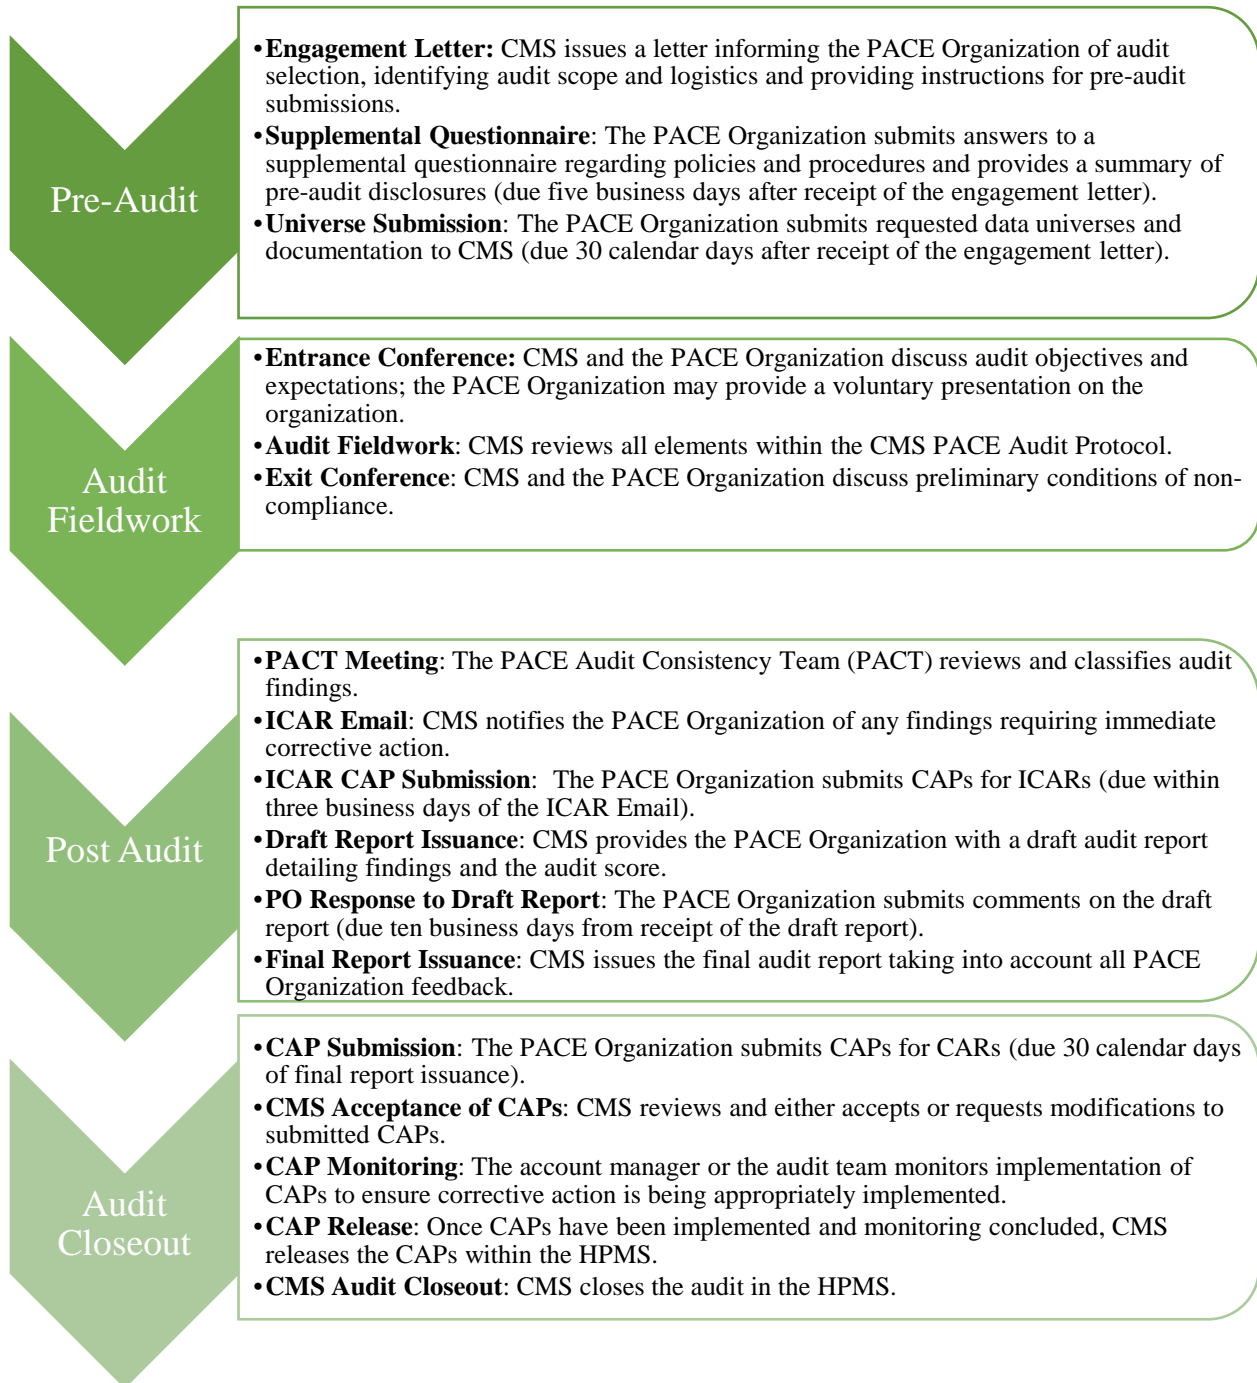 Pre-Audit
•Engagement Letter: CMS issues a letter informing the PACE Organization of audit
selection, identifying audit scope and logistics and providing instructions for pre-audit
submissions.
•Supplemental Questionnaire: The PACE Organization submits answers to a
supplemental questionnaire regarding policies and procedures and provides a summary of
pre-audit disclosures (due five business days after receipt of the engagement letter).
•Universe Submission: The PACE Organization submits requested data universes and
documentation to CMS (due 30 calendar days after receipt of the engagement letter).
Audit
Fieldwork
•Entrance Conference: CMS and the PACE Organization discuss audit objectives and
expectations; the PACE Organization may provide a voluntary presentation on the
organization.
•Audit Fieldwork: CMS reviews all elements within the CMS PACE Audit Protocol.
•Exit Conference: CMS and the PACE Organization discuss preliminary conditions of non-
compliance.
Post Audit
•PACT Meeting: The PACE Audit Consistency Team (PACT) reviews and classifies audit
findings.
•ICAR Email: CMS notifies the PACE Organization of any findings requiring immediate
corrective action.
•ICAR CAP Submission:  The PACE Organization submits CAPs for ICARs (due within
three business days of the ICAR Email).
•Draft Report Issuance: CMS provides the PACE Organization with a draft audit report
detailing findings and the audit score.
•PO Response to Draft Report: The PACE Organization submits comments on the draft
report (due ten business days from receipt of the draft report).
•Final Report Issuance: CMS issues the final audit report taking into account all PACE
Organization feedback.
Audit
Closeout
•CAP Submission: The PACE Organization submits CAPs for CARs (due 30 calendar days
of final report issuance).
•CMS Acceptance of CAPs: CMS reviews and either accepts or requests modifications to
submitted CAPs.
•CAP Monitoring: The account manager or the audit team monitors implementation of
CAPs to ensure corrective action is being appropriately implemented.
•CAP Release: Once CAPs have been implemented and monitoring concluded, CMS
releases the CAPs within the HPMS.
•CMS Audit Closeout: CMS closes the audit in the HPMS.